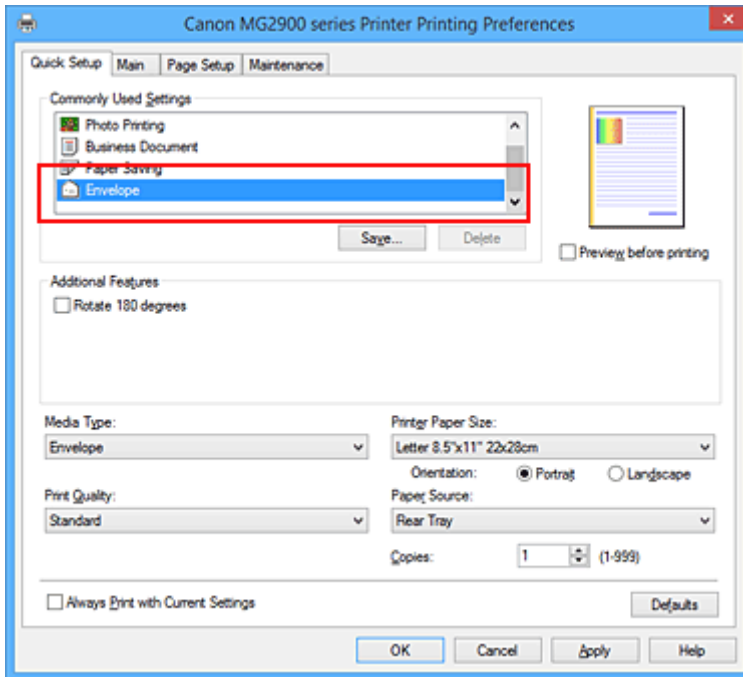 Canon MG2900 series Printer Printing Preferences
Quick Setup Main Page Setup Maintenance
Commonly Used Settings
Photo Printing
Business Document
Paper Saving
Envelope
Save... Delete
Preview before printing
Additional Features
Rotate 180 degrees
Media Type: Printer Paper Size:
Envelope Letter 8.5"x11" 22x28cm
Orientation: Portrait Landscape
Print Quality: Paper Source:
Standard Rear Tray
Copies: 1 (1-999)
Always Print with Current Settings Defaults
OK Cancel Apply Help